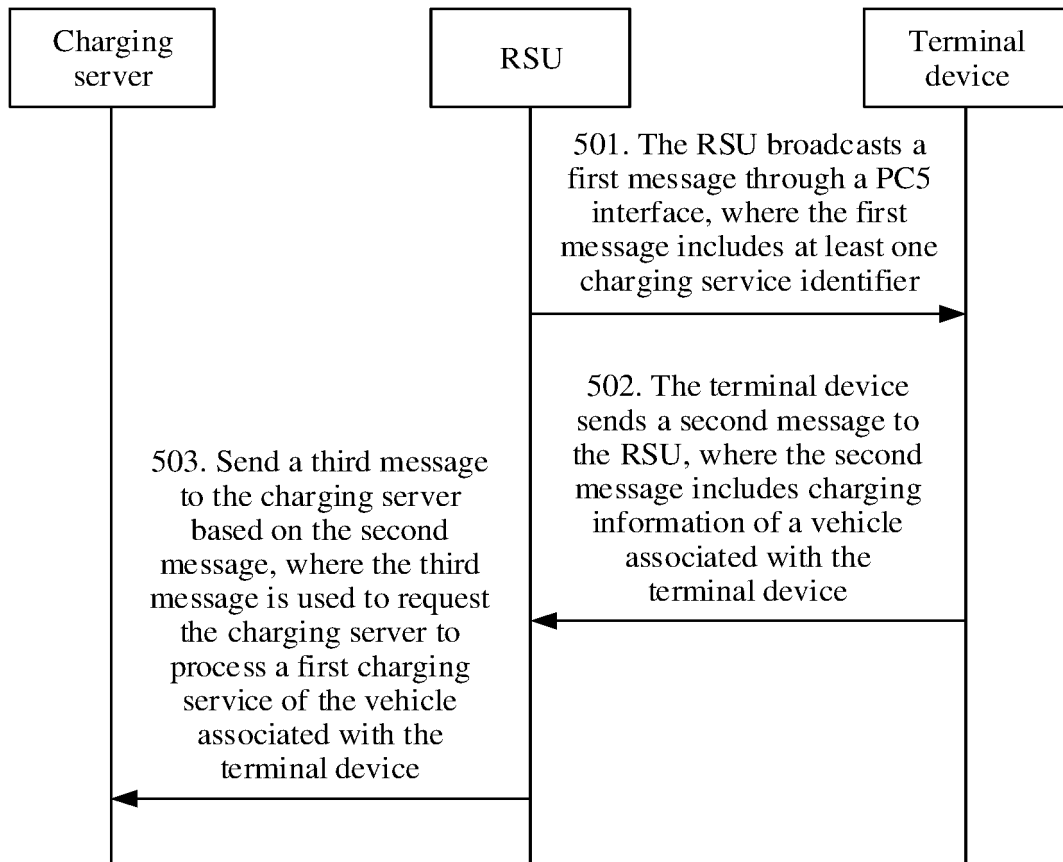 Charging
server
RSU
Terminal
device
501. The RSU broadcasts a
first message through a PC5
interface, where the first
message includes at least one
charging service identifier
502. The terminal device
sends a second message to
the RSU, where the second
message includes charging
information of a vehicle
associated with the
terminal device
503. Send a third message
to the charging server
based on the second
message, where the third
message is used to request
the charging server to
process a first charging
service of the vehicle
associated with the
terminal device